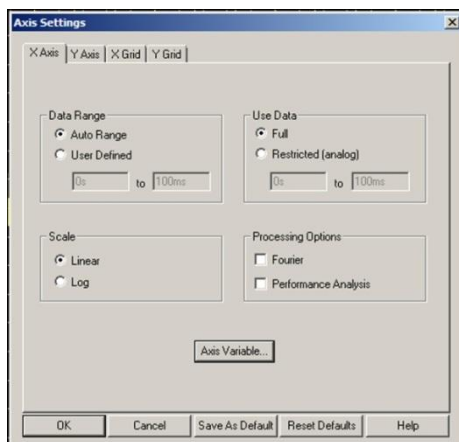 Axis Settings
X Axis Y Axis X Grid Y Grid
Data Range
Auto Range
User Defined
0s to 100ms
Use Data
Full
Restricted (analog)
0s to 100ms
Scale
Linear
Log
Processing Options
Fourier
Performance Analysis
Axis Variable...
OK Cancel Save As Default Reset Defaults Help